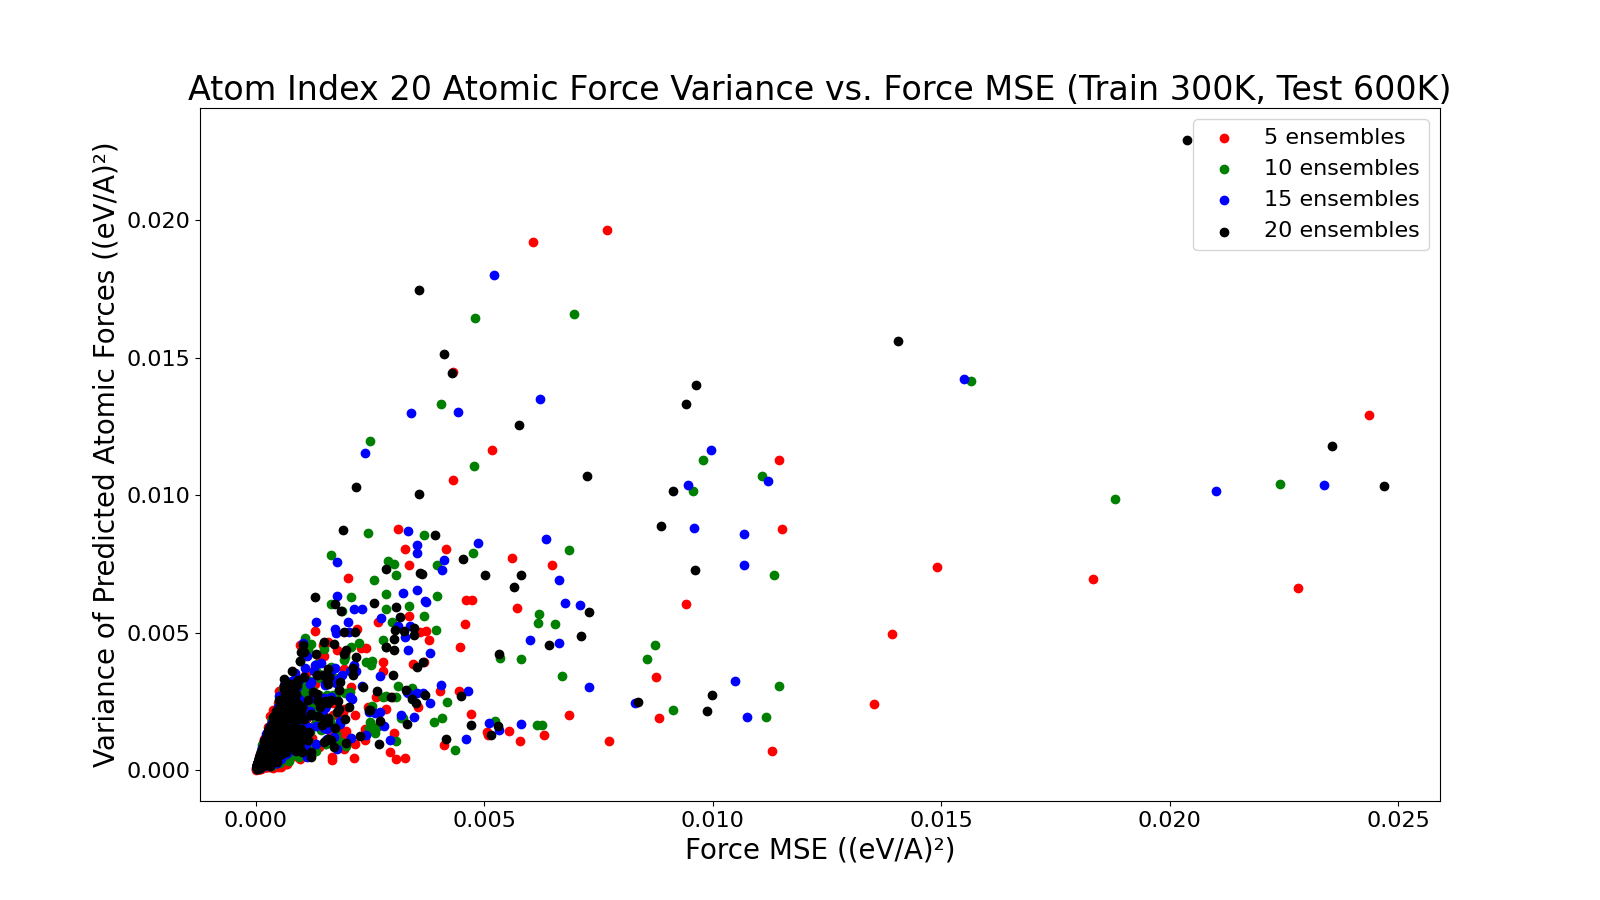 Atom Index 20 Atomic Force Variance vs. Force MSE (Train 300K, Test 600K)
5 ensembles
10 ensembles
15 ensembles
20 ensembles
Variance of Predicted Atomic Forces ((eV/A)²)
0.020
0.015
0.010
0.005
0.000
0.000 0.005 0.010 0.015 0.020 0.025
Force MSE ((eV/A)²)